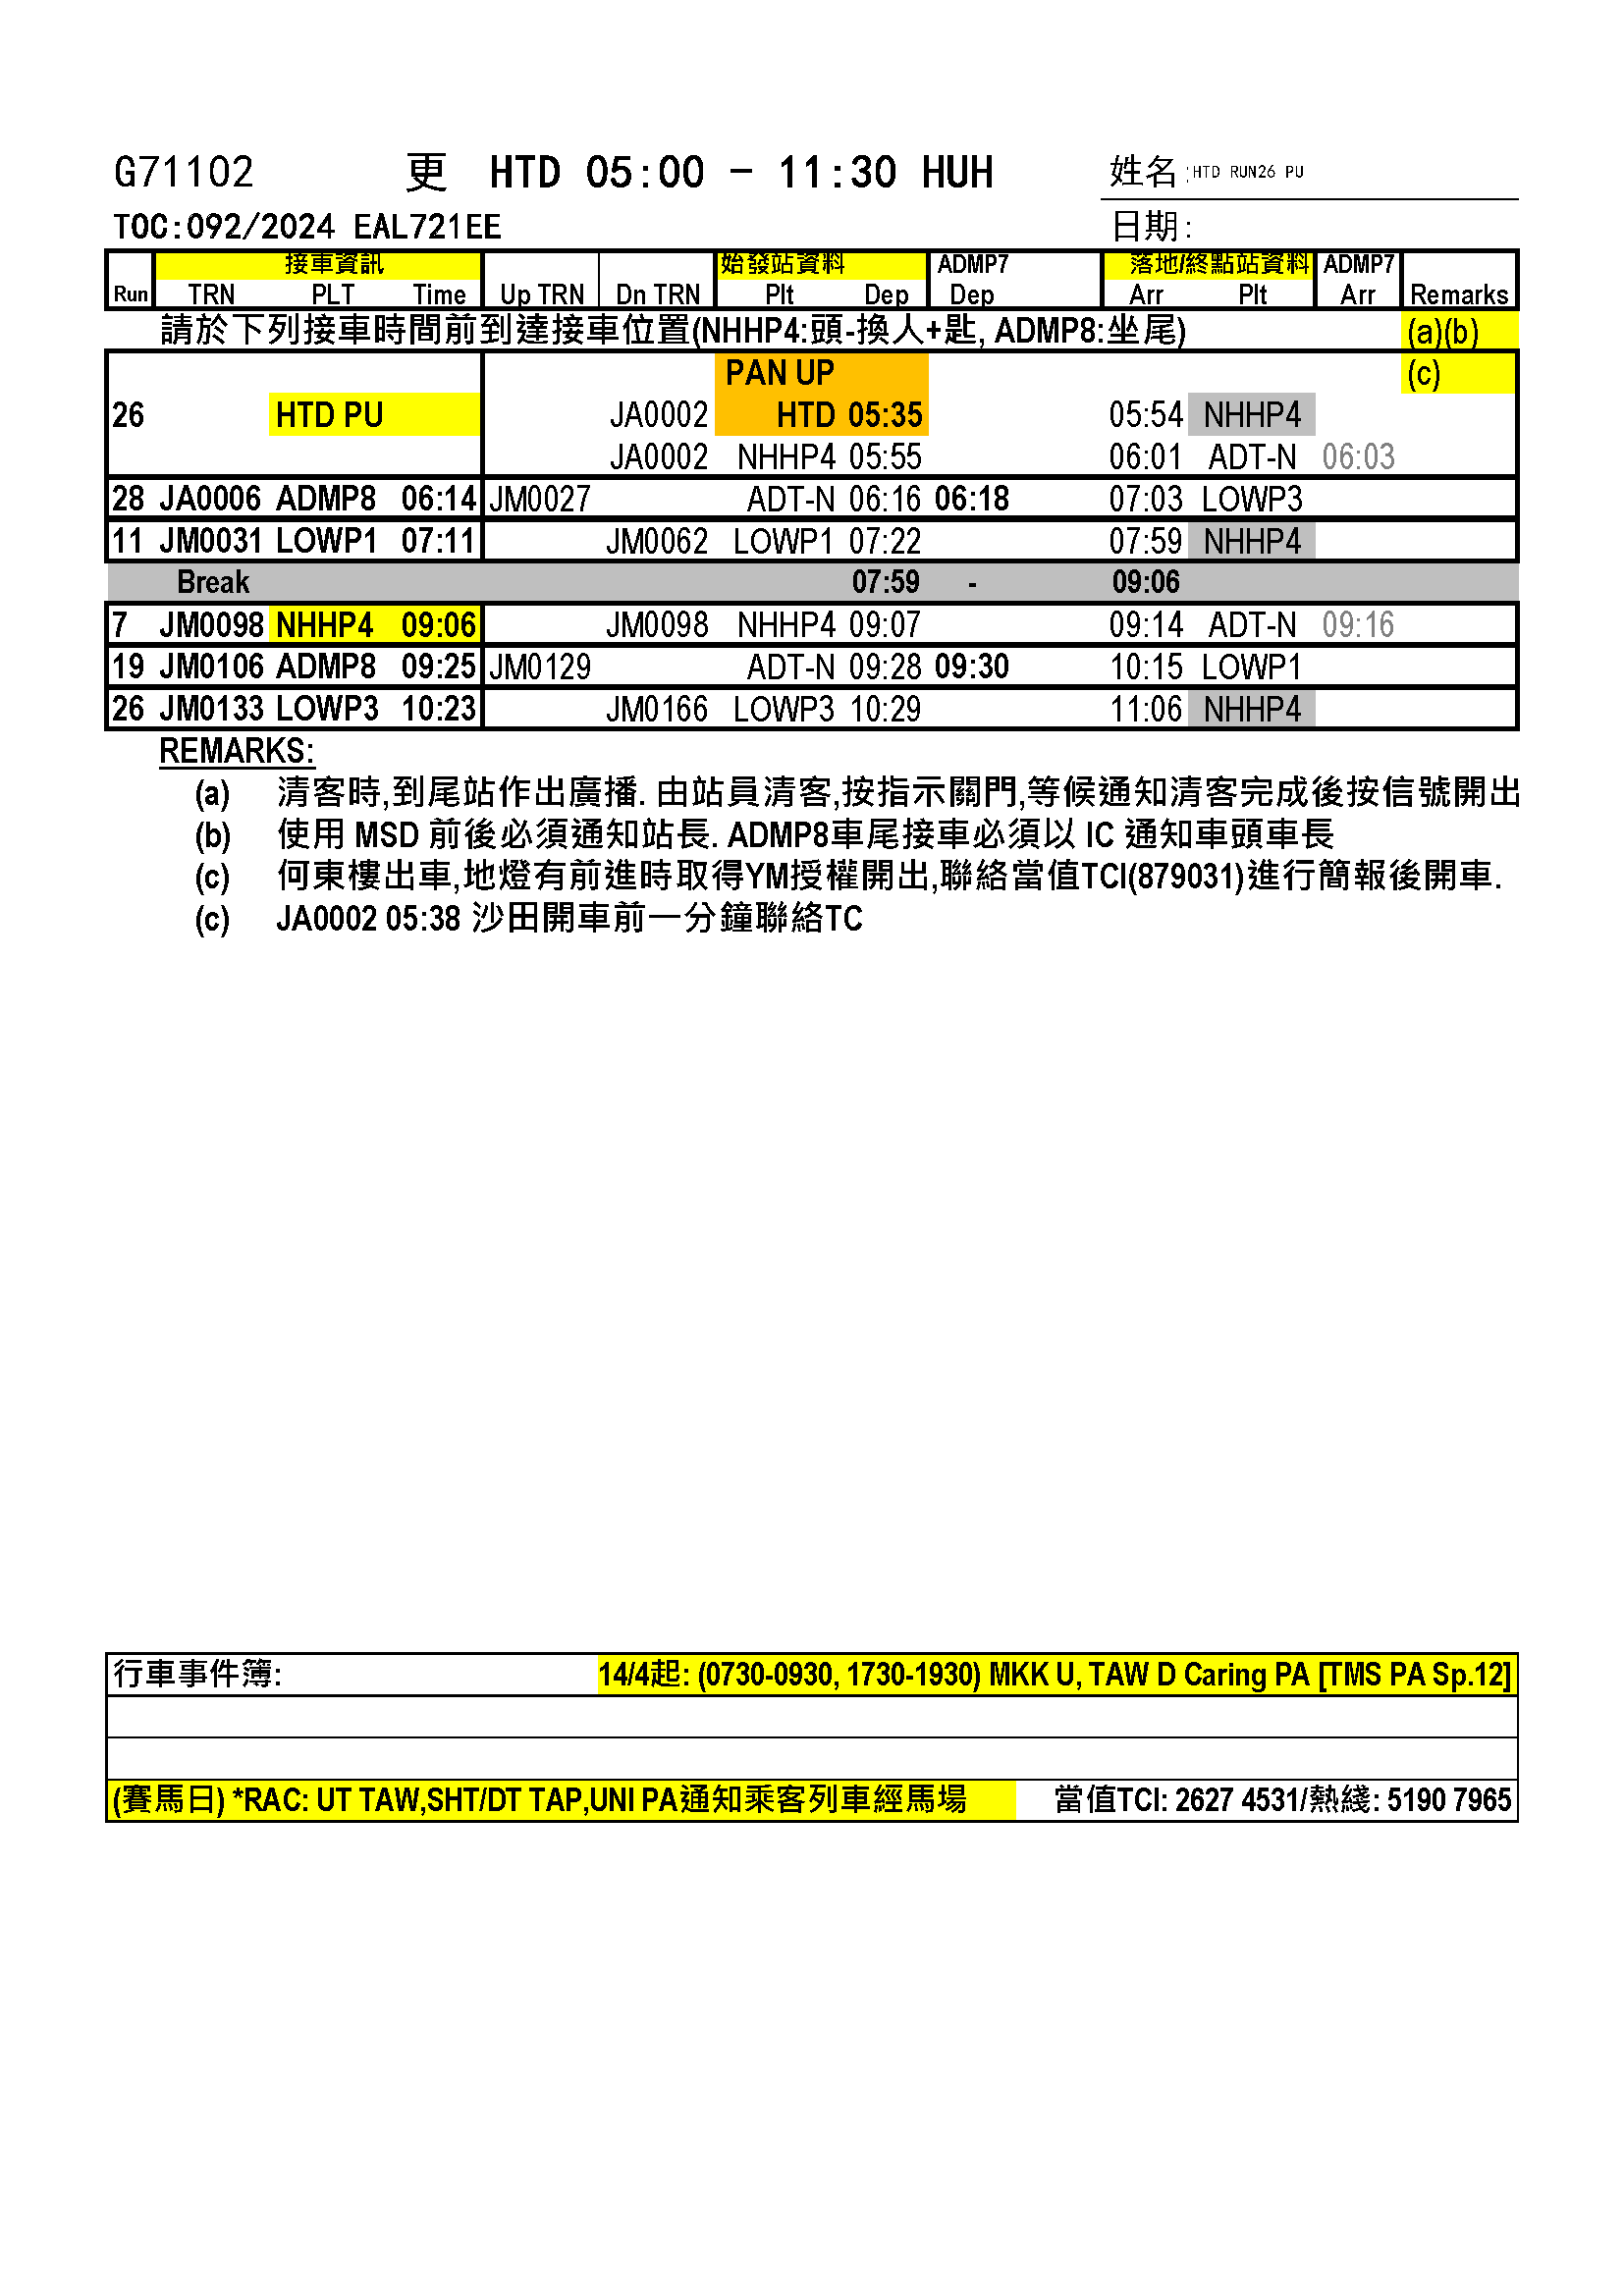 G71102 更 HTD 05:00 - 11:30 HUH 姓名:HTD RUN26 PU
TOC:092/2024 EAL721EE 日期:
接車資訊 始發站資料 ADMP7 落地/終點站資料 ADMP7
Run TRN PLT Time Up TRN Dn TRN Plt Dep Dep Arr Plt Arr Remarks
請於下列接車時間前到達接車位置(NHHP4:頭-換人+匙, ADMP8:坐尾) (a)(b)
PAN UP (c)
26 HTD PU JA0002 HTD 05:35 05:54 NHHP4
JA0002 NHHP4 05:55 06:01 ADT-N 06:03
28 JA0006 ADMP8 06:14 JM0027 ADT-N 06:16 06:18 07:03 LOWP3
11 JM0031 LOWP1 07:11 JM0062 LOWP1 07:22 07:59 NHHP4
Break 07:59 - 09:06
7 JM0098 NHHP4 09:06 JM0098 NHHP4 09:07 09:14 ADT-N 09:16
19 JM0106 ADMP8 09:25 JM0129 ADT-N 09:28 09:30 10:15 LOWP1
26 JM0133 LOWP3 10:23 JM0166 LOWP3 10:29 11:06 NHHP4
REMARKS:
(a) 清客時,到尾站作出廣播. 由站員清客,按指示關門,等候通知清客完成後按信號開出
(b) 使用 MSD 前後必須通知站長. ADMP8車尾接車必須以 IC 通知車頭車長
(c) 何東樓出車,地燈有前進時取得YM授權開出,聯絡當值TCI(879031)進行簡報後開車.
(c) JA0002 05:38 沙田開車前一分鐘聯絡TC
行車事件簿: 14/4起: (0730-0930, 1730-1930) MKK U, TAW D Caring PA [TMS PA Sp.12]
(賽馬日) *RAC: UT TAW,SHT/DT TAP,UNI PA通知乘客列車經馬場 當值TCI: 2627 4531/熱綫: 5190 7965